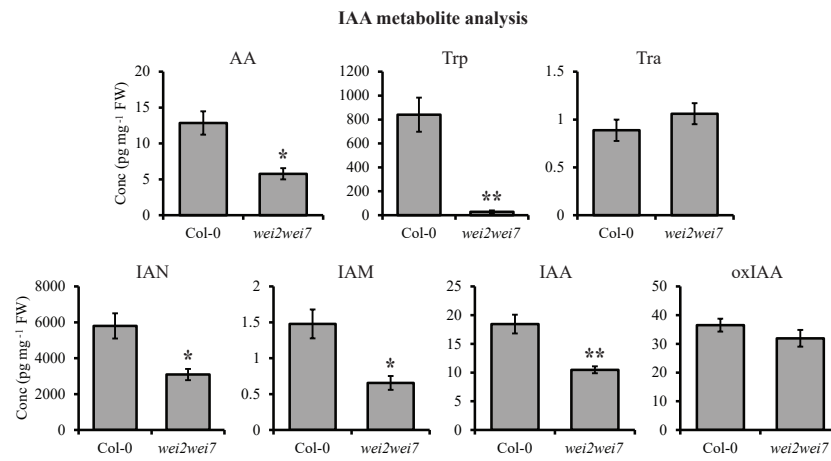 IAA metabolite analysis
AA
Trp
Tra
Conc (pg mg⁻¹ FW)
20
15
10
5
0
*
Col-0
wei2wei7
1200
1000
800
600
400
200
0
**
Col-0
wei2wei7
1.5
1
0.5
0
Col-0
wei2wei7
IAN
IAM
IAA
oxIAA
Conc (pg mg⁻¹ FW)
8000
6000
4000
2000
0
*
Col-0
wei2wei7
2
1.5
1
0.5
0
*
Col-0
wei2wei7
25
20
15
10
5
0
**
Col-0
wei2wei7
50
40
30
20
10
0
Col-0
wei2wei7